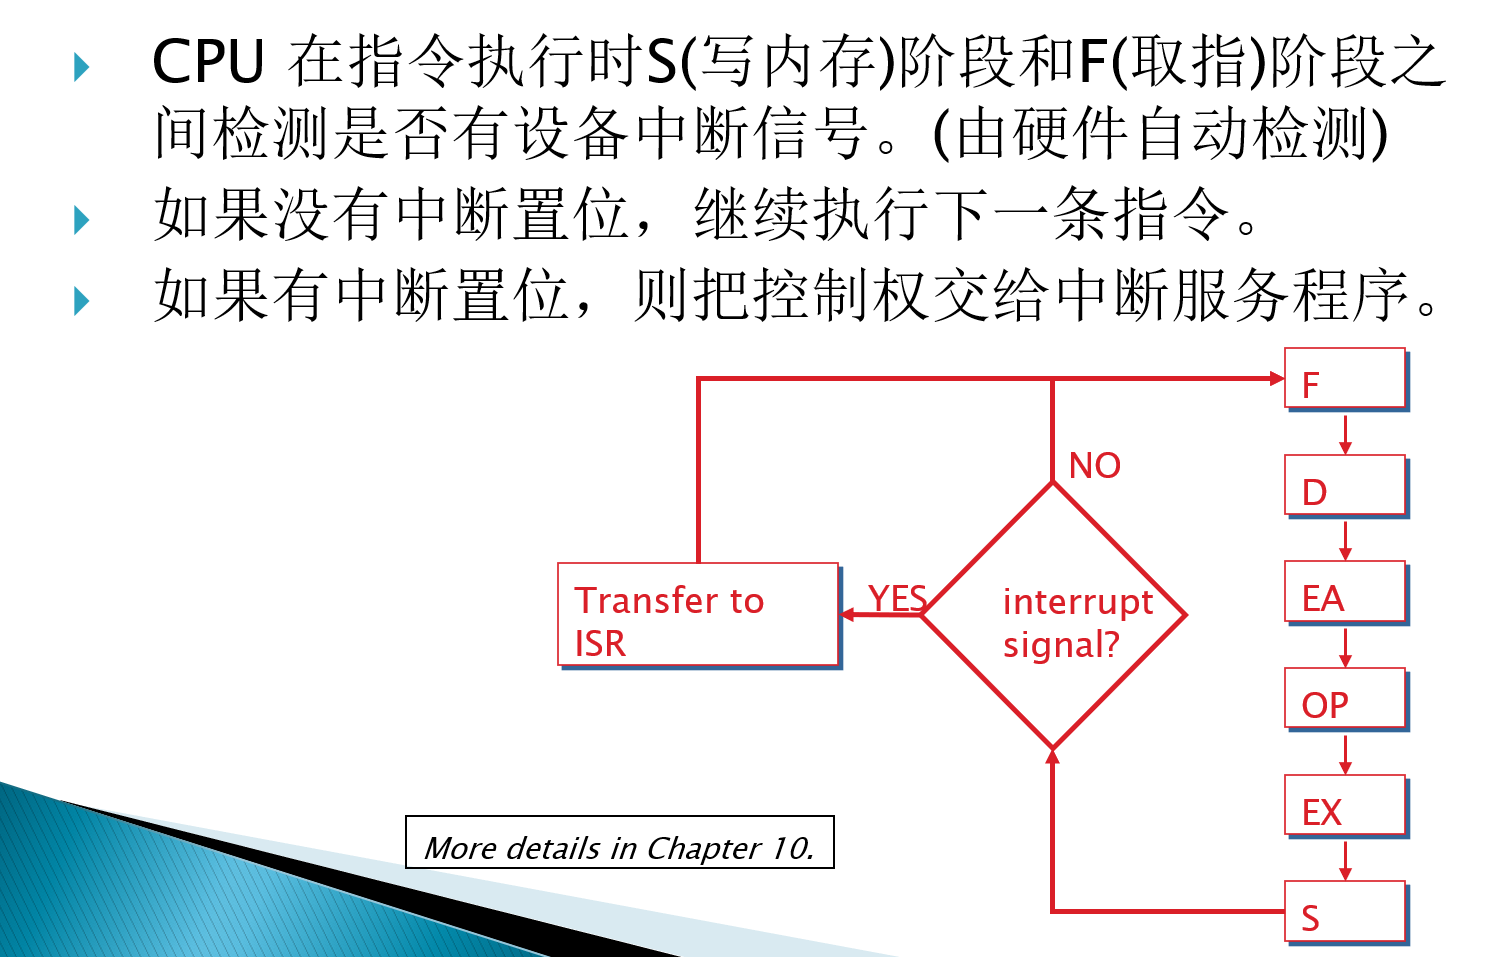 CPU 在指令执行时S(写内存)阶段和F(取指)阶段之
间检测是否有设备中断信号。(由硬件自动检测)
如果没有中断置位，继续执行下一条指令。
如果有中断置位，则把控制权交给中断服务程序。
F
NO
D
Transfer to
ISR
YES
interrupt
signal?
EA
OP
EX
More details in Chapter 10.
S